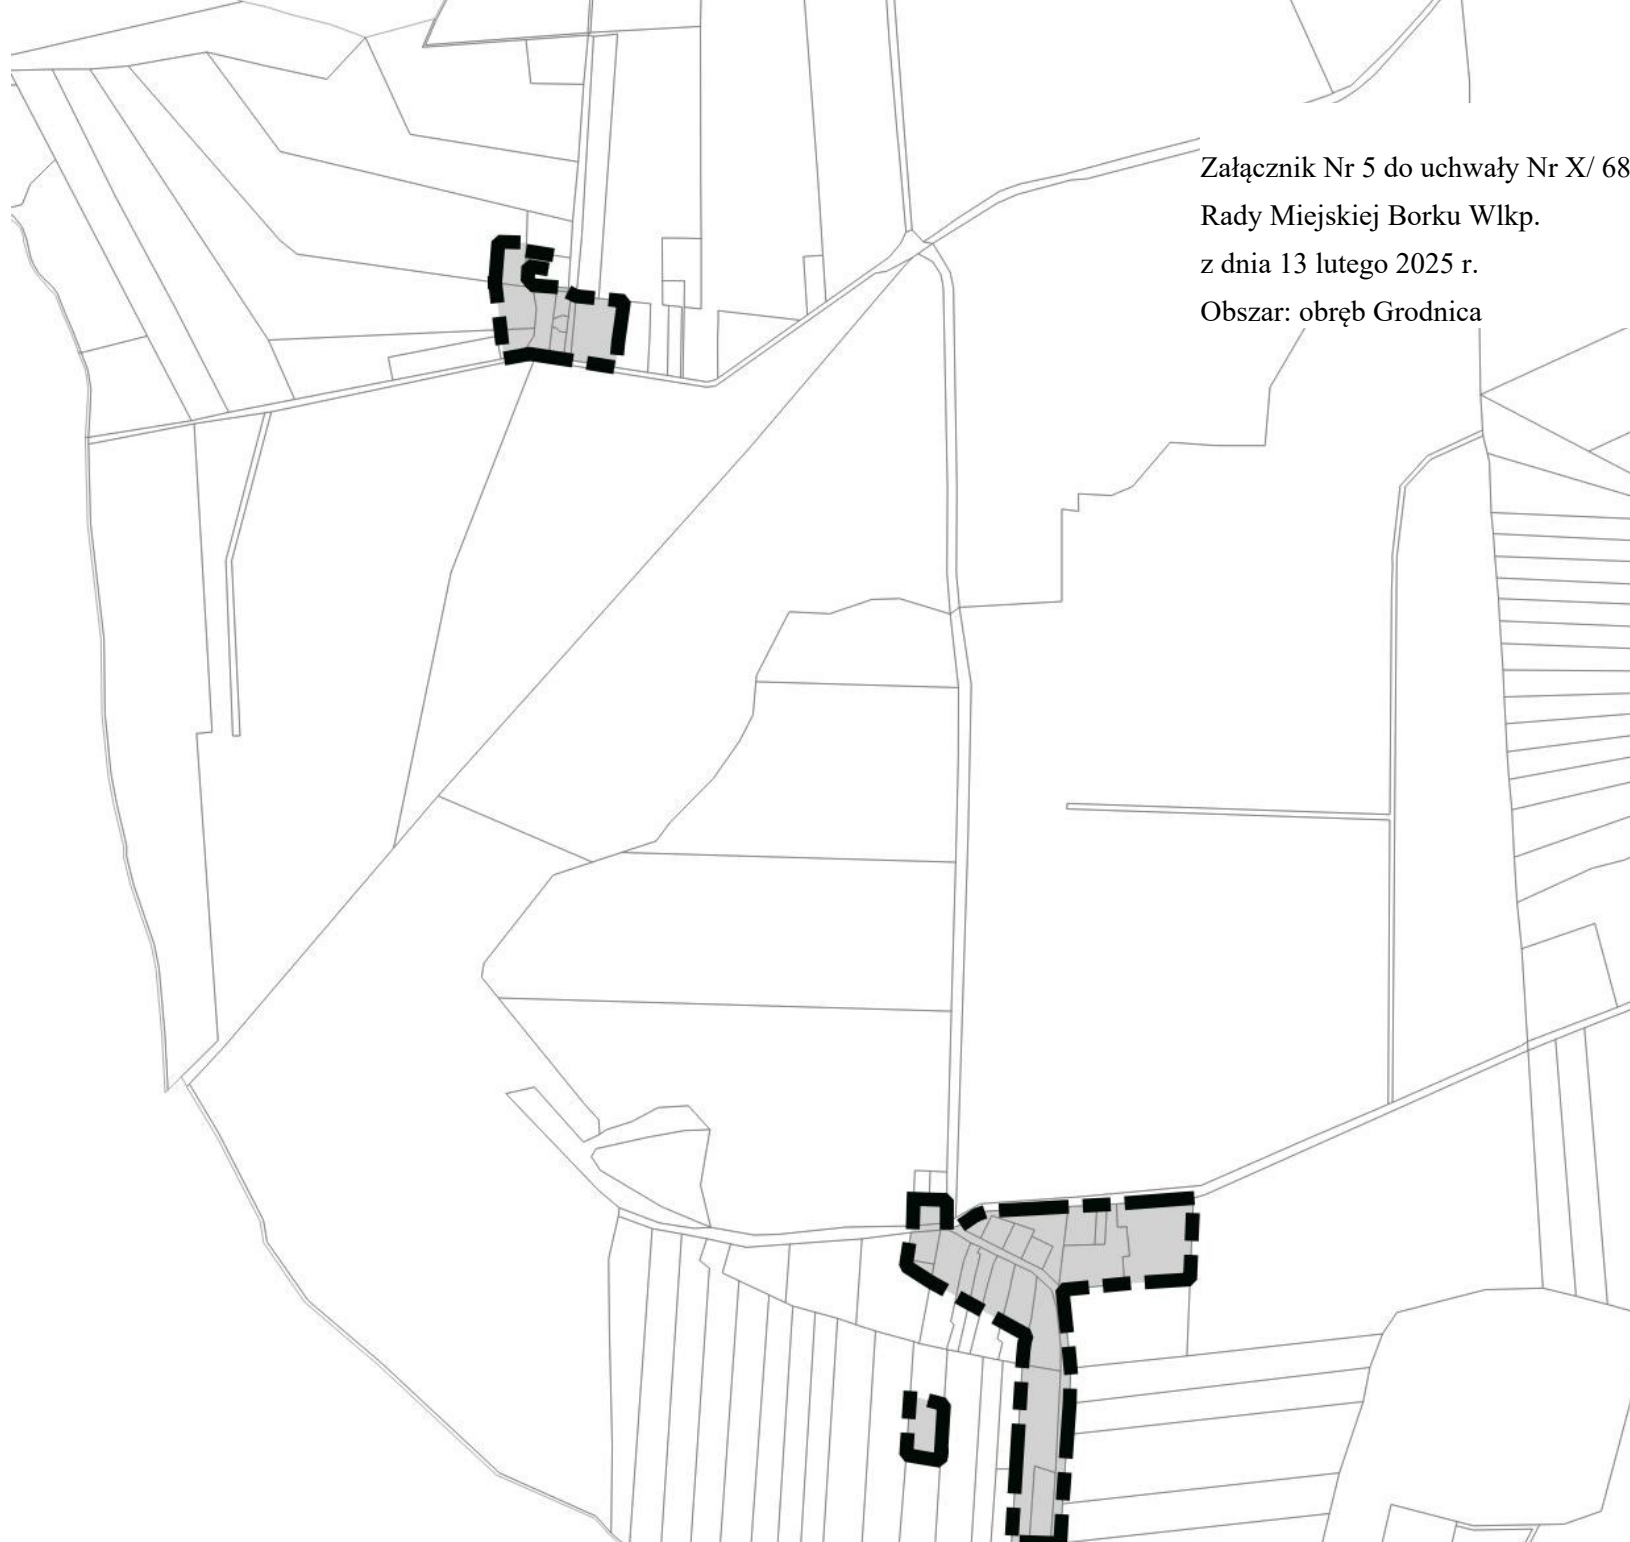 Załącznik Nr 5 do uchwały Nr X/ 68
Rady Miejskiej Borku Wlkp.
z dnia 13 lutego 2025 r.
Obszar: obręb Grodnica